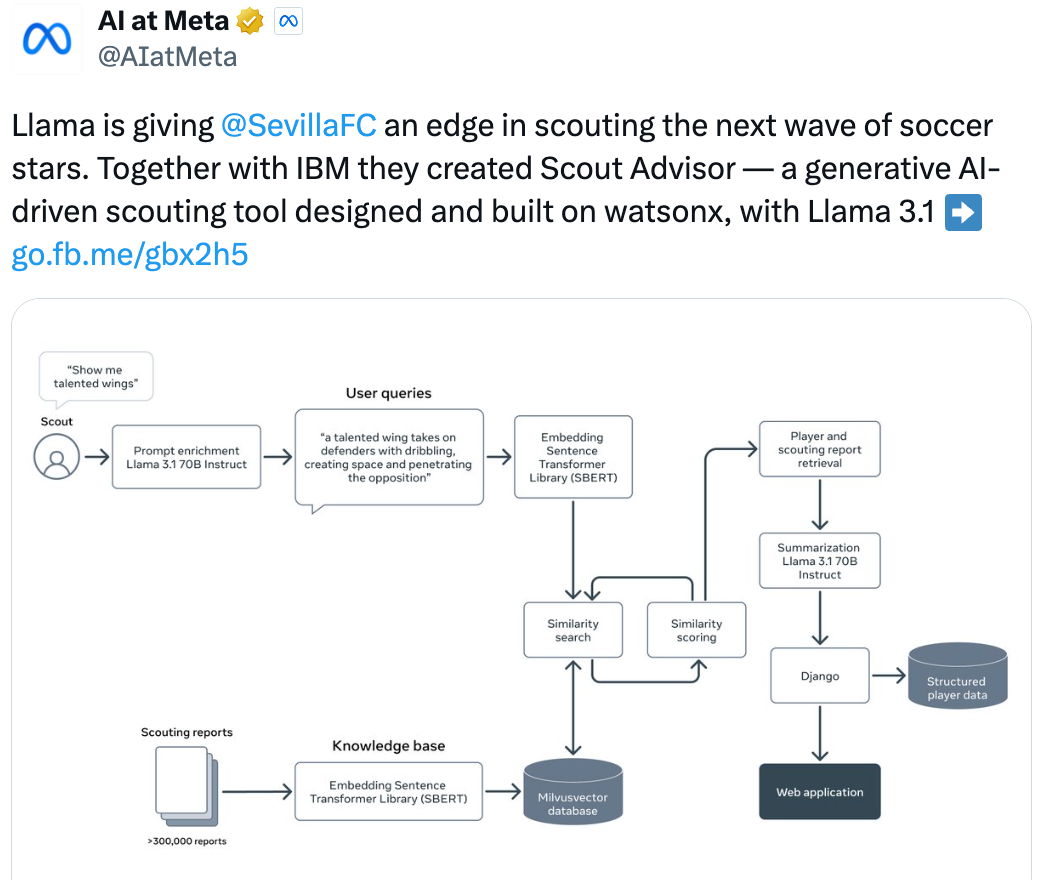 AI at Meta
@AIatMeta
Llama is giving @SevillaFC an edge in scouting the next wave of soccer
stars. Together with IBM they created Scout Advisor — a generative AI-
driven scouting tool designed and built on watsonx, with Llama 3.1 ➡️
go.fb.me/gbx2h5
“Show me
talented wings”
Scout
Prompt enrichment
Llama 3.1 70B Instruct
User queries
“a talented wing takes on
defenders with dribbling,
creating space and penetrating
the opposition”
Embedding
Sentence
Transformer
Library (SBERT)
Player and
scouting report
retrieval
Summarization
Llama 3.1 70B
Instruct
Similarity
search
Similarity
scoring
Django
Structured
player data
Scouting reports
>300,000 reports
Knowledge base
Embedding Sentence
Transformer Library (SBERT)
Milvusvector
database
Web application